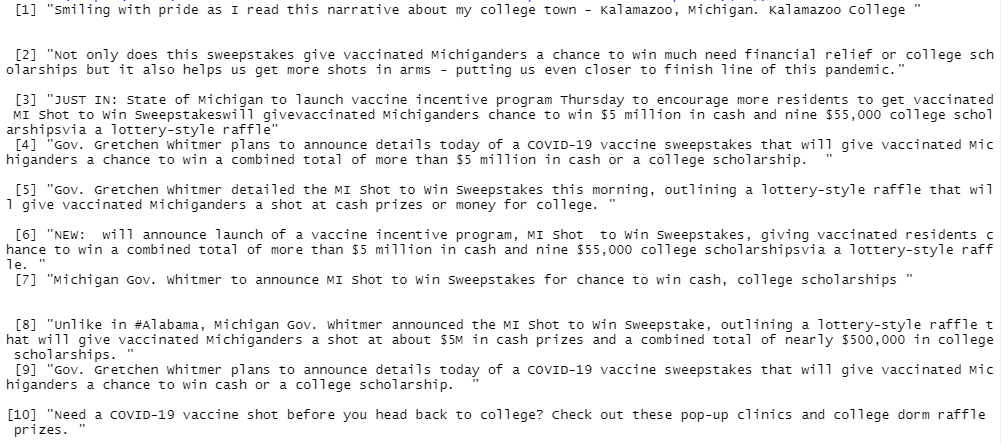 [1] "Smiling with pride as I read this narrative about my college town - Kalamazoo, Michigan. Kalamazoo College "
[2] "Not only does this sweepstakes give vaccinated Michiganders a chance to win much need financial relief or college sch
olarships but it also helps us get more shots in arms - putting us even closer to finish line of this pandemic."
[3] "JUST IN: State of Michigan to launch vaccine incentive program Thursday to encourage more residents to get vaccinated
MI Shot to Win Sweepstakeswill givevaccinated Michiganders chance to win $5 million in cash and nine $55,000 college schol
arshipsvia a lottery-style raffle"
[4] "Gov. Gretchen Whitmer plans to announce details today of a COVID-19 vaccine sweepstakes that will give vaccinated Mic
higanders a chance to win a combined total of more than $5 million in cash or a college scholarship.  "
[5] "Gov. Gretchen Whitmer detailed the MI Shot to Win Sweepstakes this morning, outlining a lottery-style raffle that wil
l give vaccinated Michiganders a shot at cash prizes or money for college. "
[6] "NEW:  will announce launch of a vaccine incentive program, MI Shot  to Win Sweepstakes, giving vaccinated residents c
hance to win a combined total of more than $5 million in cash and nine $55,000 college scholarshipsvia a lottery-style raff
le. "
[7] "Michigan Gov. Whitmer to announce MI Shot to Win Sweepstakes for chance to win cash, college scholarships "
[8] "Unlike in #Alabama, Michigan Gov. Whitmer announced the MI Shot to Win Sweepstake, outlining a lottery-style raffle t
hat will give vaccinated Michiganders a shot at about $5M in cash prizes and a combined total of nearly $500,000 in college
scholarships. "
[9] "Gov. Gretchen Whitmer plans to announce details today of a COVID-19 vaccine sweepstakes that will give vaccinated Mic
higanders a chance to win cash or a college scholarship.  "
[10] "Need a COVID-19 vaccine shot before you head back to college? Check out these pop-up clinics and college dorm raffle
prizes. "